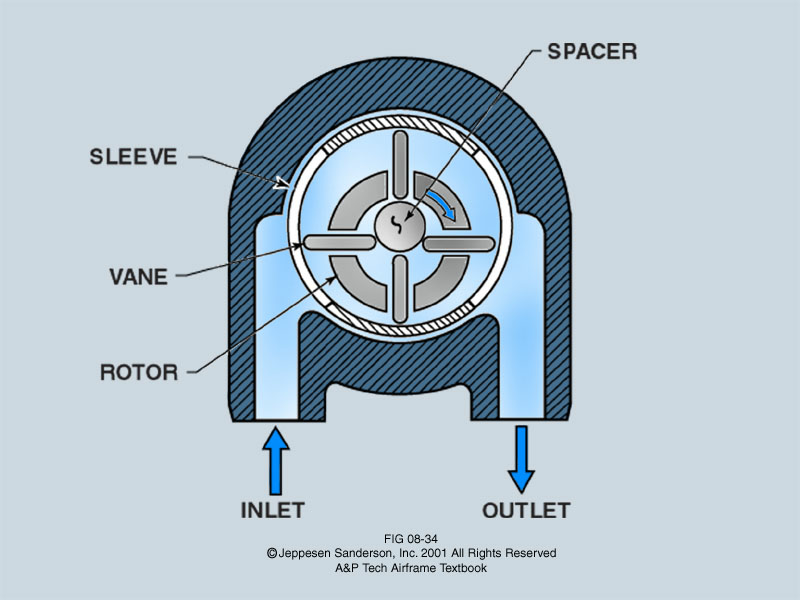 SPACER
SLEEVE
VANE
ROTOR
INLET
OUTLET
FIG 08-34
©Jeppesen Sanderson, Inc. 2001 All Rights Reserved
A&P Tech Airframe Textbook